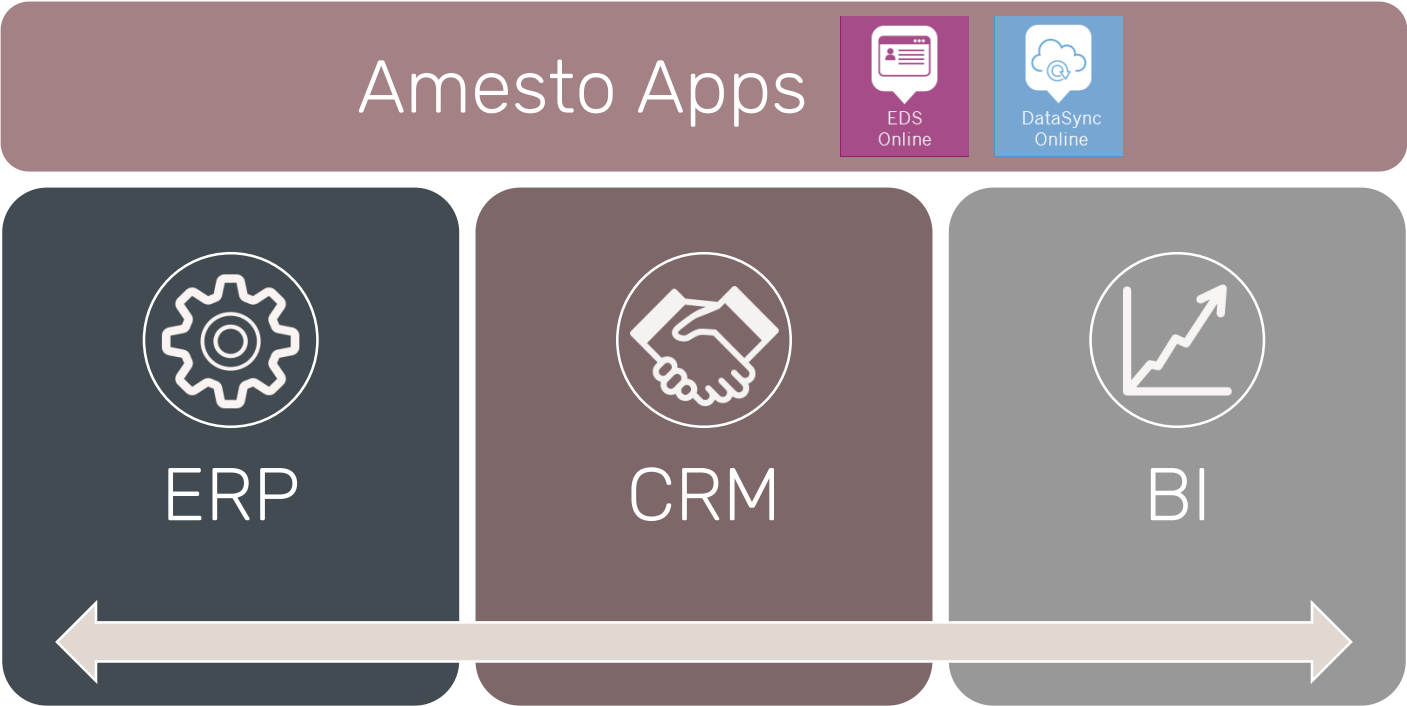 Amesto Apps
EDS
Online
DataSync
Online
ERP
CRM
BI